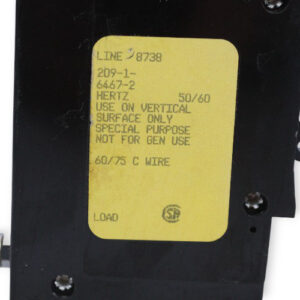 LINE 8738
209-1-
6467-2
HERTZ 50/60
USE ON VERTICAL
SURFACE ONLY
SPECIAL PURPOSE
NOT FOR GEN USE
60/75 C WIRE
LOAD